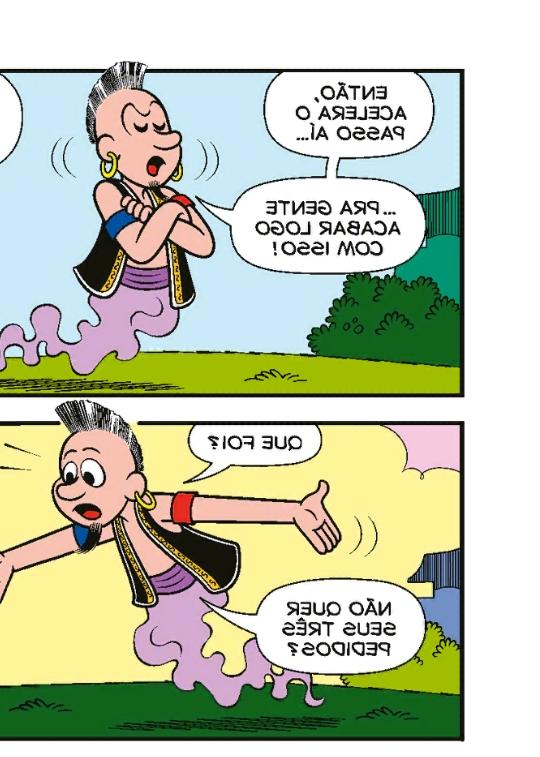 ENTÃO,
ACELERA O
PASSO AÍ...
...PRA GENTE
ACABAR LOGO
COM ISSO!
QUE FOI?
NÃO QUER
SEUS TRÊS
PEDIDOS?